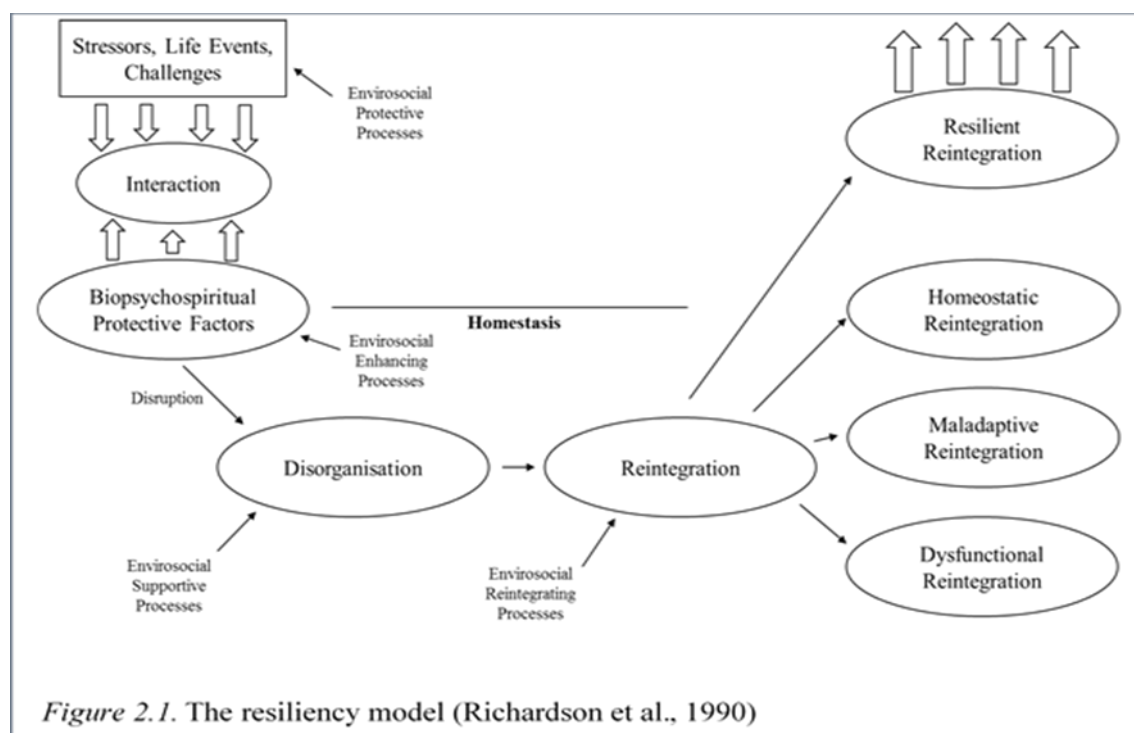 Stressors, Life Events,
Challenges
Envirosocial
Protective
Processes
Interaction
Biopsychospiritual
Protective Factors
Homestasis
Envirosocial
Enhancing
Processes
Disruption
Disorganisation
Reintegration
Envirosocial
Supportive
Processes
Envirosocial
Reintegrating
Processes
Resilient
Reintegration
Homeostatic
Reintegration
Maladaptive
Reintegration
Dysfunctional
Reintegration
Figure 2.1. The resiliency model (Richardson et al., 1990)